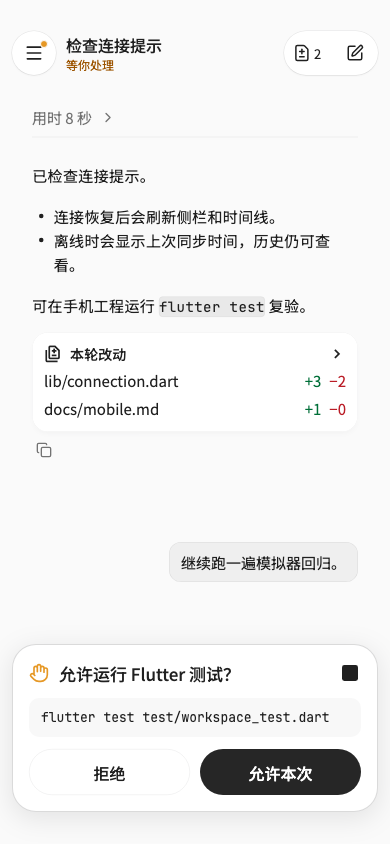 检查连接提示
等你处理
2
用时 8 秒
已检查连接提示。
• 连接恢复后会刷新侧栏和时间线。
• 离线时会显示上次同步时间，历史仍可查
看。
可在手机工程运行 flutter test 复验。
本轮改动
lib/connection.dart +3 −2
docs/mobile.md +1 −0
继续跑一遍模拟器回归。
允许运行 Flutter 测试？
flutter test test/workspace_test.dart
拒绝 允许本次